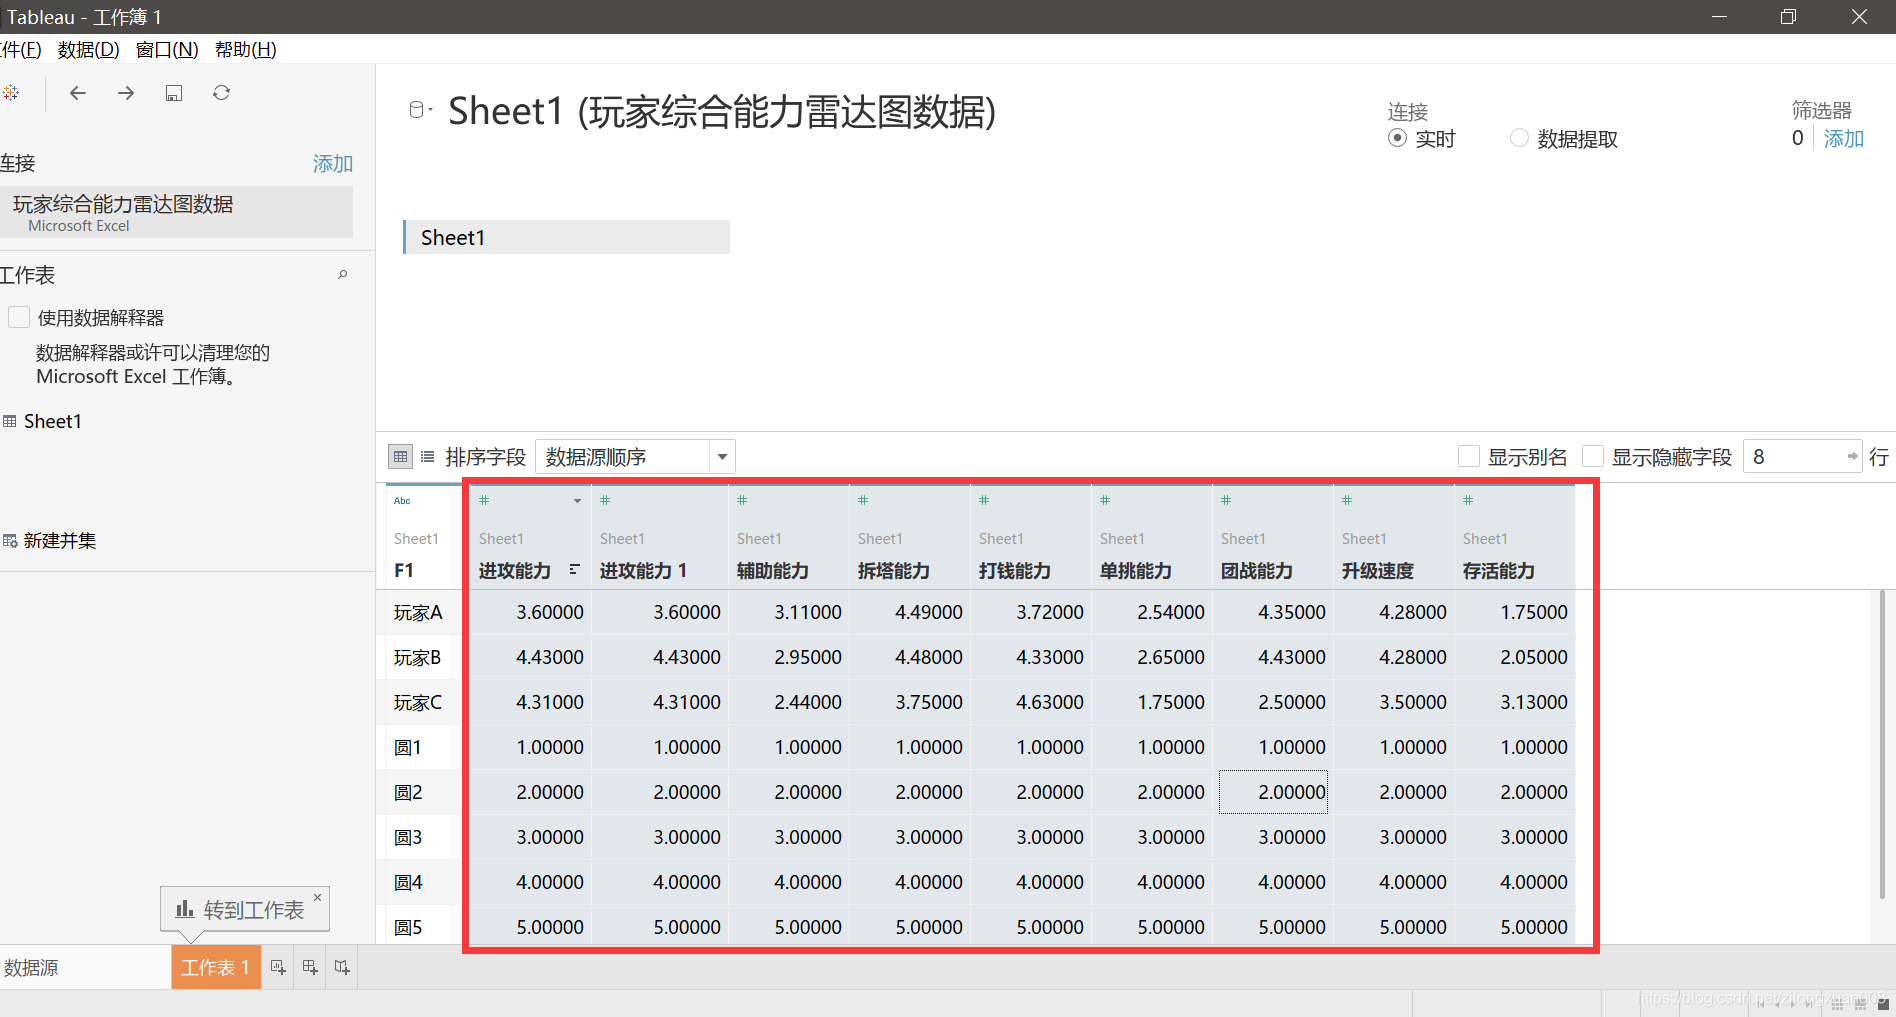 Tableau - 工作簿 1
件(F) 数据(D) 窗口(N) 帮助(H)
连接 添加
玩家综合能力雷达图数据
Microsoft Excel
工作表
使用数据解释器
数据解释器或许可以清理您的
Microsoft Excel 工作簿。
Sheet1
新建并集
Sheet1 (玩家综合能力雷达图数据)
连接
实时 数据提取
筛选器
0 添加
Sheet1
排序字段 数据源顺序 显示别名 显示隐藏字段 8 行
Abc # # # # # # # # #
Sheet1 Sheet1 Sheet1 Sheet1 Sheet1 Sheet1 Sheet1 Sheet1 Sheet1 Sheet1
F1 进攻能力 进攻能力 1 辅助能力 拆塔能力 打钱能力 单挑能力 团战能力 升级速度 存活能力
玩家A 3.60000 3.60000 3.11000 4.49000 3.72000 2.54000 4.35000 4.28000 1.75000
玩家B 4.43000 4.43000 2.95000 4.48000 4.33000 2.65000 4.43000 4.28000 2.05000
玩家C 4.31000 4.31000 2.44000 3.75000 4.63000 1.75000 2.50000 3.50000 3.13000
圆1 1.00000 1.00000 1.00000 1.00000 1.00000 1.00000 1.00000 1.00000 1.00000
圆2 2.00000 2.00000 2.00000 2.00000 2.00000 2.00000 2.00000 2.00000 2.00000
圆3 3.00000 3.00000 3.00000 3.00000 3.00000 3.00000 3.00000 3.00000 3.00000
圆4 4.00000 4.00000 4.00000 4.00000 4.00000 4.00000 4.00000 4.00000 4.00000
圆5 5.00000 5.00000 5.00000 5.00000 5.00000 5.00000 5.00000 5.00000 5.00000
转到工作表
数据源 工作表 1